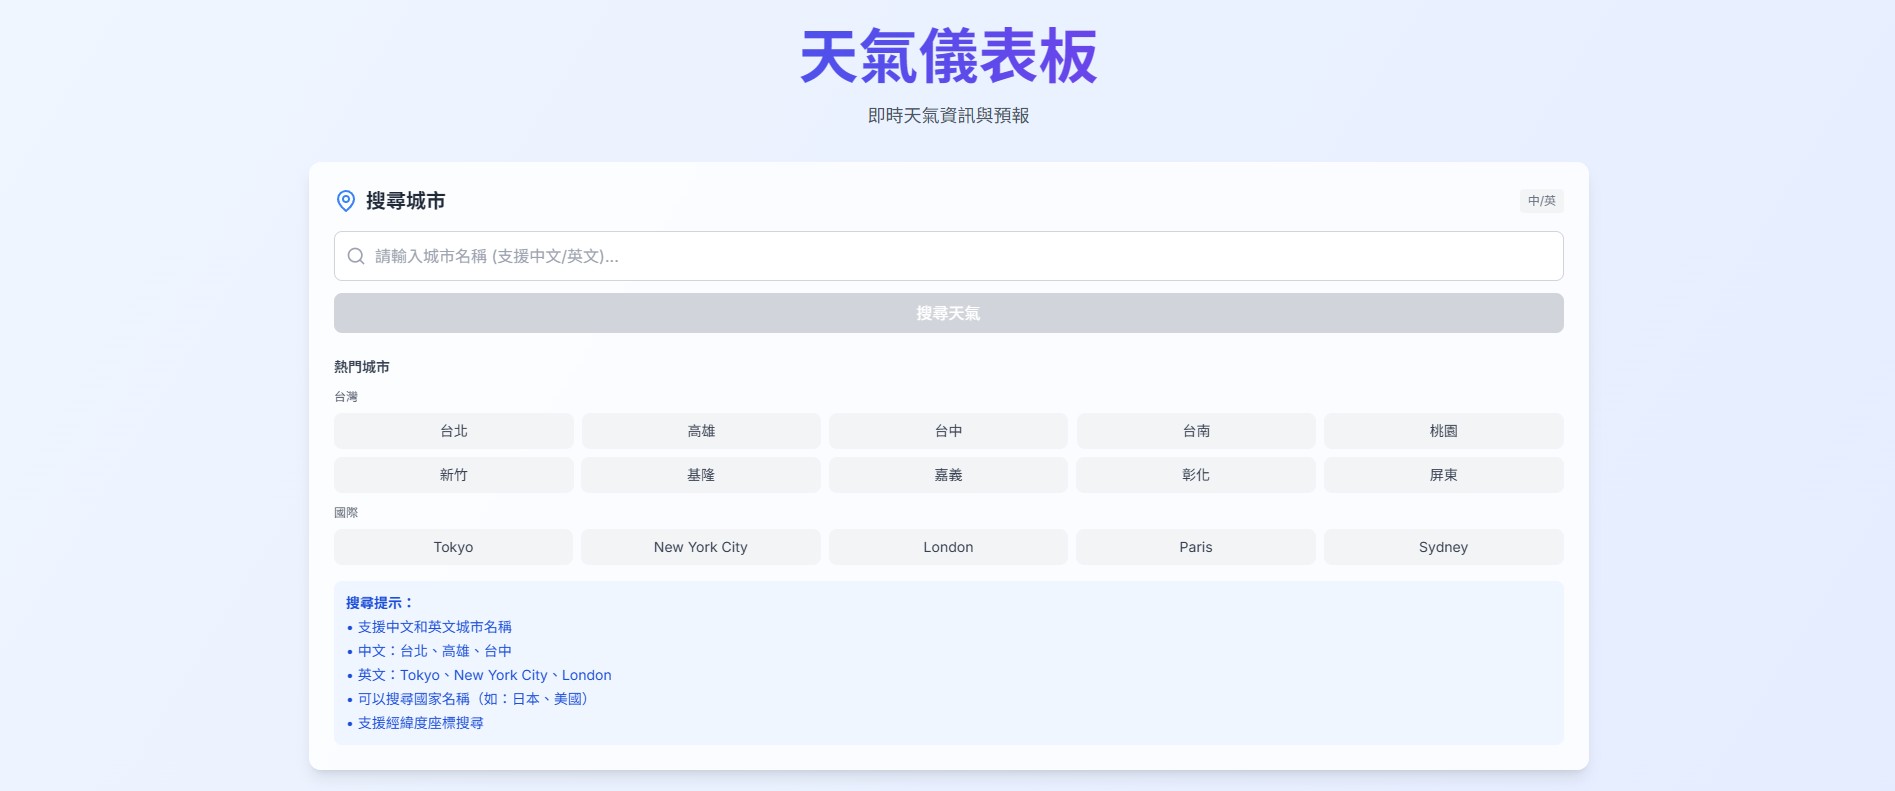 天氣儀表板
即時天氣資訊與預報
搜尋城市
中/英
請輸入城市名稱 (支援中文/英文)...
搜尋天氣
熱門城市
台灣
台北 高雄 台中 台南 桃園
新竹 基隆 嘉義 彰化 屏東
國際
Tokyo New York City London Paris Sydney
搜尋提示：
• 支援中文和英文城市名稱
• 中文：台北、高雄、台中
• 英文：Tokyo、New York City、London
• 可以搜尋國家名稱（如：日本、美國）
• 支援經緯度座標搜尋